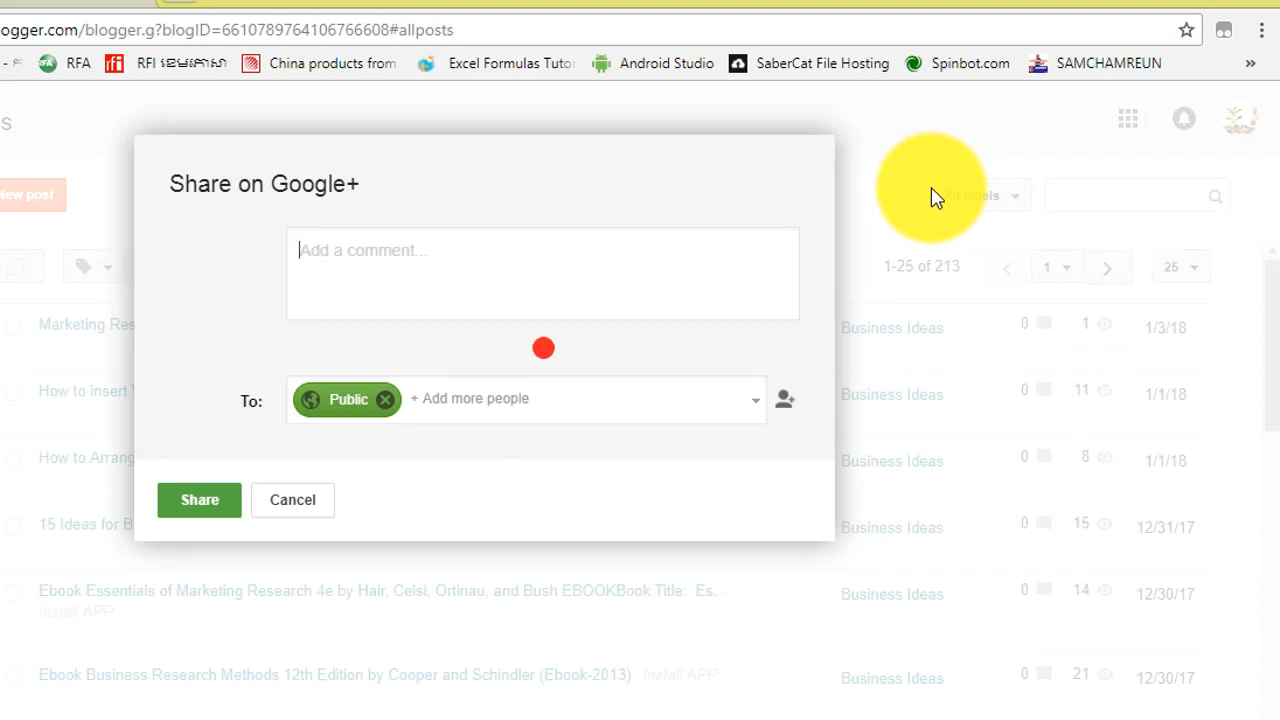 ogger.com/blogger.g?blogID=6610789764106766608#allposts
RFA RFI ខេមរភាសា China products from Excel Formulas Tutor Android Studio SaberCat File Hosting Spinbot.com SAMCHAMREUN »
s
Share on Google+
New post
All labels
Add a comment...
1-25 of 213 1 25
Marketing Res
Business Ideas 0 1 1/3/18
How to insert
Business Ideas 0 11 1/1/18
To: Public + Add more people
How to Arrang
Business Ideas 0 8 1/1/18
Share Cancel
15 Ideas for B
Business Ideas 0 15 12/31/17
Ebook Essentials of Marketing Research 4e by Hair, Celsi, Ortinau, and Bush EBOOKBook Title: Es...
Install APP
Business Ideas 0 14 12/30/17
Ebook Business Research Methods 12th Edition by Cooper and Schindler (Ebook-2013) Install APP
Business Ideas 0 21 12/30/17